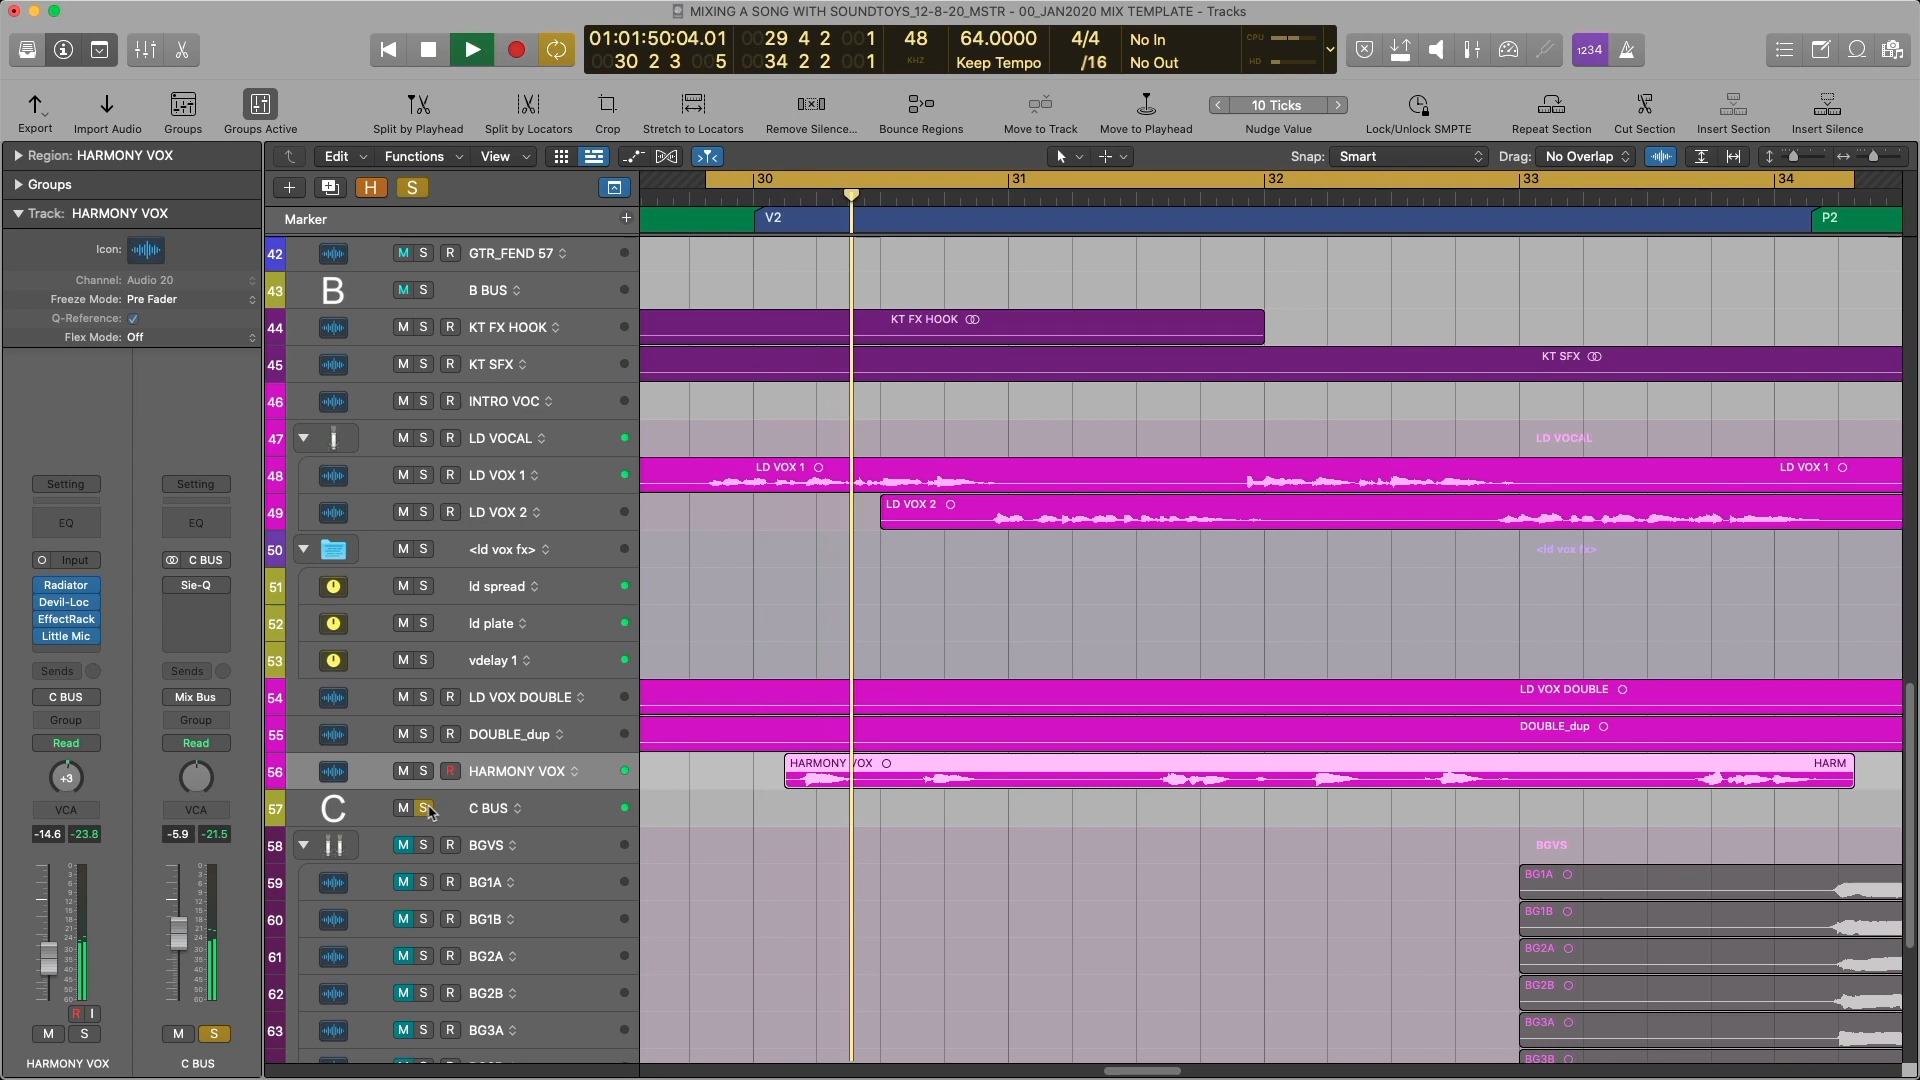 MIXING A SONG WITH SOUNDTOYS_12-8-20_MSTR - 00_JAN2020 MIX TEMPLATE - Tracks
01:01:50:04.01 0029 4 2 001 48 64.0000 4/4 No In CPU
0030 2 3 005 0034 2 2 001 KHZ Keep Tempo /16 No Out HD
1234
Export Import Audio Groups Groups Active Split by Playhead Split by Locators Crop Stretch to Locators Remove Silence... Bounce Regions Move to Track Move to Playhead Nudge Value Lock/Unlock SMPTE Repeat Section Cut Section Insert Section Insert Silence
10 Ticks
Region: HARMONY VOX
Groups
Track: HARMONY VOX
Icon:
Channel: Audio 20
Freeze Mode: Pre Fader
Q-Reference:
Flex Mode: Off
Edit Functions View Snap: Smart Drag: No Overlap
H S
30 31 32 33 34
Marker V2 P2
42 M S R GTR_FEND 57
43 B M S B BUS
44 M S R KT FX HOOK KT FX HOOK
45 M S R KT SFX KT SFX
46 M S R INTRO VOC
47 M S R LD VOCAL LD VOCAL
48 M S R LD VOX 1 LD VOX 1 LD VOX 1
49 M S R LD VOX 2 LD VOX 2
50 M S <ld vox fx> <ld vox fx>
51 M S ld spread
52 M S ld plate
53 M S vdelay 1
54 M S R LD VOX DOUBLE LD VOX DOUBLE
55 M S R DOUBLE_dup DOUBLE_dup
56 M S R HARMONY VOX HARMONY VOX HARM
57 C M S C BUS
58 M S R BGVS BGVS
59 M S R BG1A BG1A
60 M S R BG1B BG1B
61 M S R BG2A BG2A
62 M S R BG2B BG2B
63 M S R BG3A BG3A
BG3B
Setting Setting
EQ EQ
Input C BUS
Radiator Sie-Q
Devil-Loc
EffectRack
Little Mic
Sends Sends
C BUS Mix Bus
Group Group
Read Read
+3
VCA VCA
-14.6 -23.8 -5.9 -21.5
R I
M S M S
HARMONY VOX C BUS